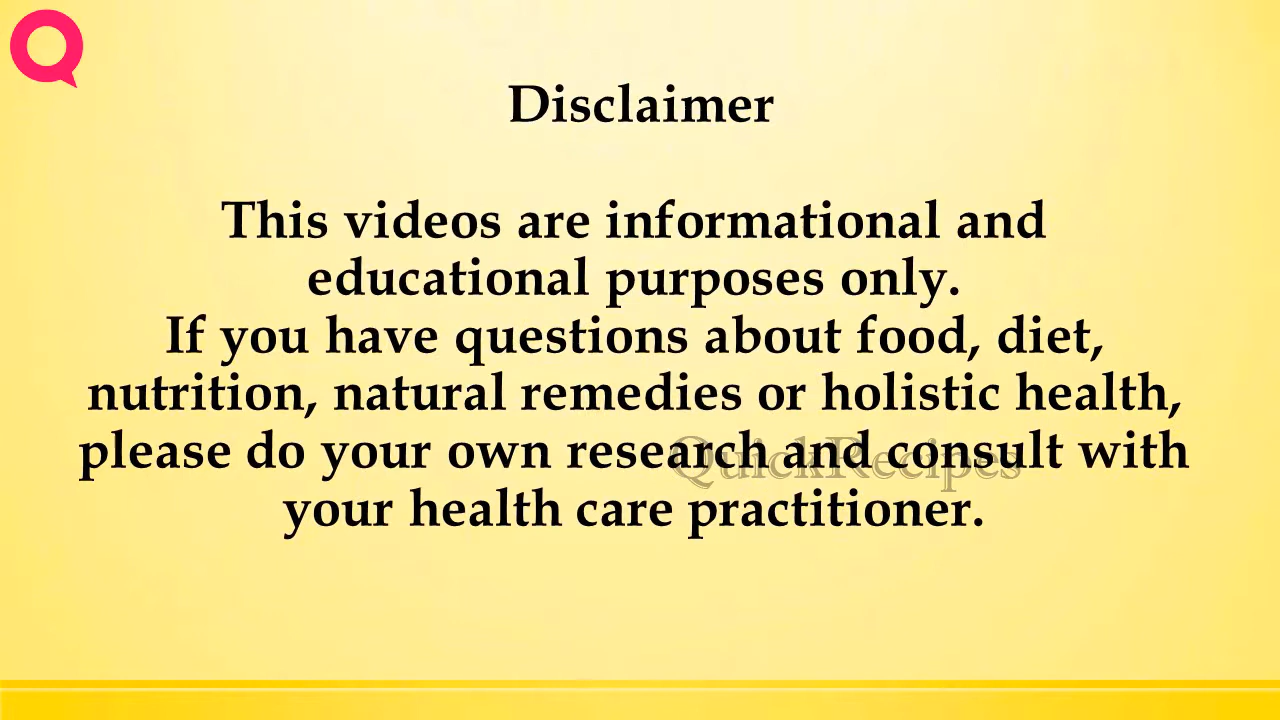 Disclaimer
This videos are informational and
educational purposes only.
If you have questions about food, diet,
nutrition, natural remedies or holistic health,
please do your own research and consult with
QuickRecipes
your health care practitioner.